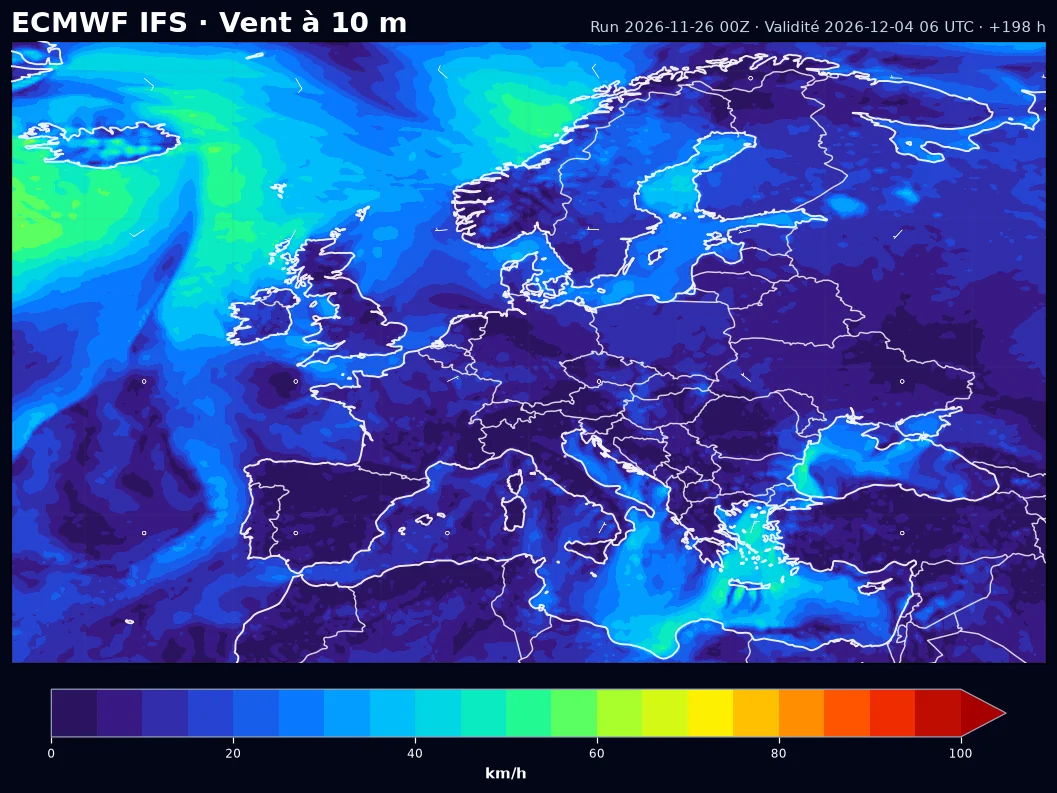 ECMWF IFS · Vent à 10 m
Run 2026-11-26 00Z · Validité 2026-12-04 06 UTC · +198 h
0 20 40 60 80 100
km/h